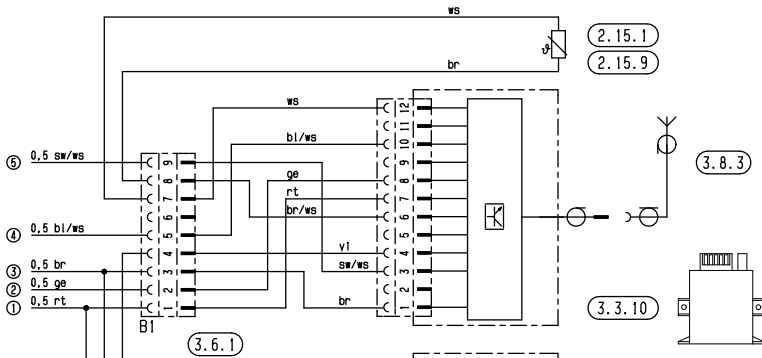 ws
2.15.1
ϑ
2.15.9
br
ws
12
11
bl/ws
10
⑤ 0,5 sw/ws
9
9
3.8.3
8
ge
8
7
rt
7
6
br/ws
6
④ 0,5 bl/ws
5
5
4
vi
4
③ 0,5 br
3
sw/ws
3
② 0,5 ge
2
2
① 0,5 rt
1
br
1
3.3.10
B1
3.6.1